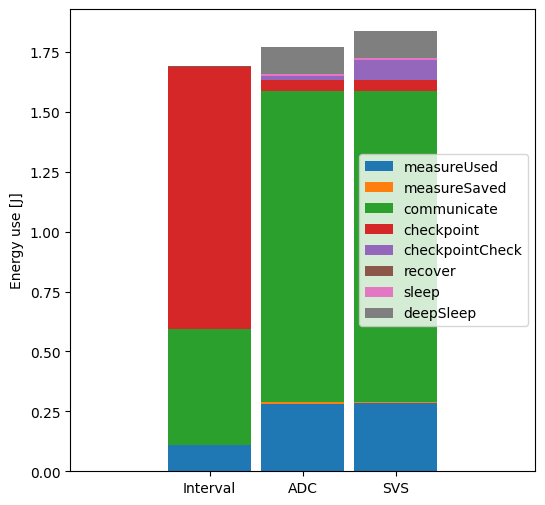 Energy use [J]
1.75
1.50
1.25
1.00
0.75
0.50
0.25
0.00
Interval
ADC
SVS
measureUsed
measureSaved
communicate
checkpoint
checkpointCheck
recover
sleep
deepSleep